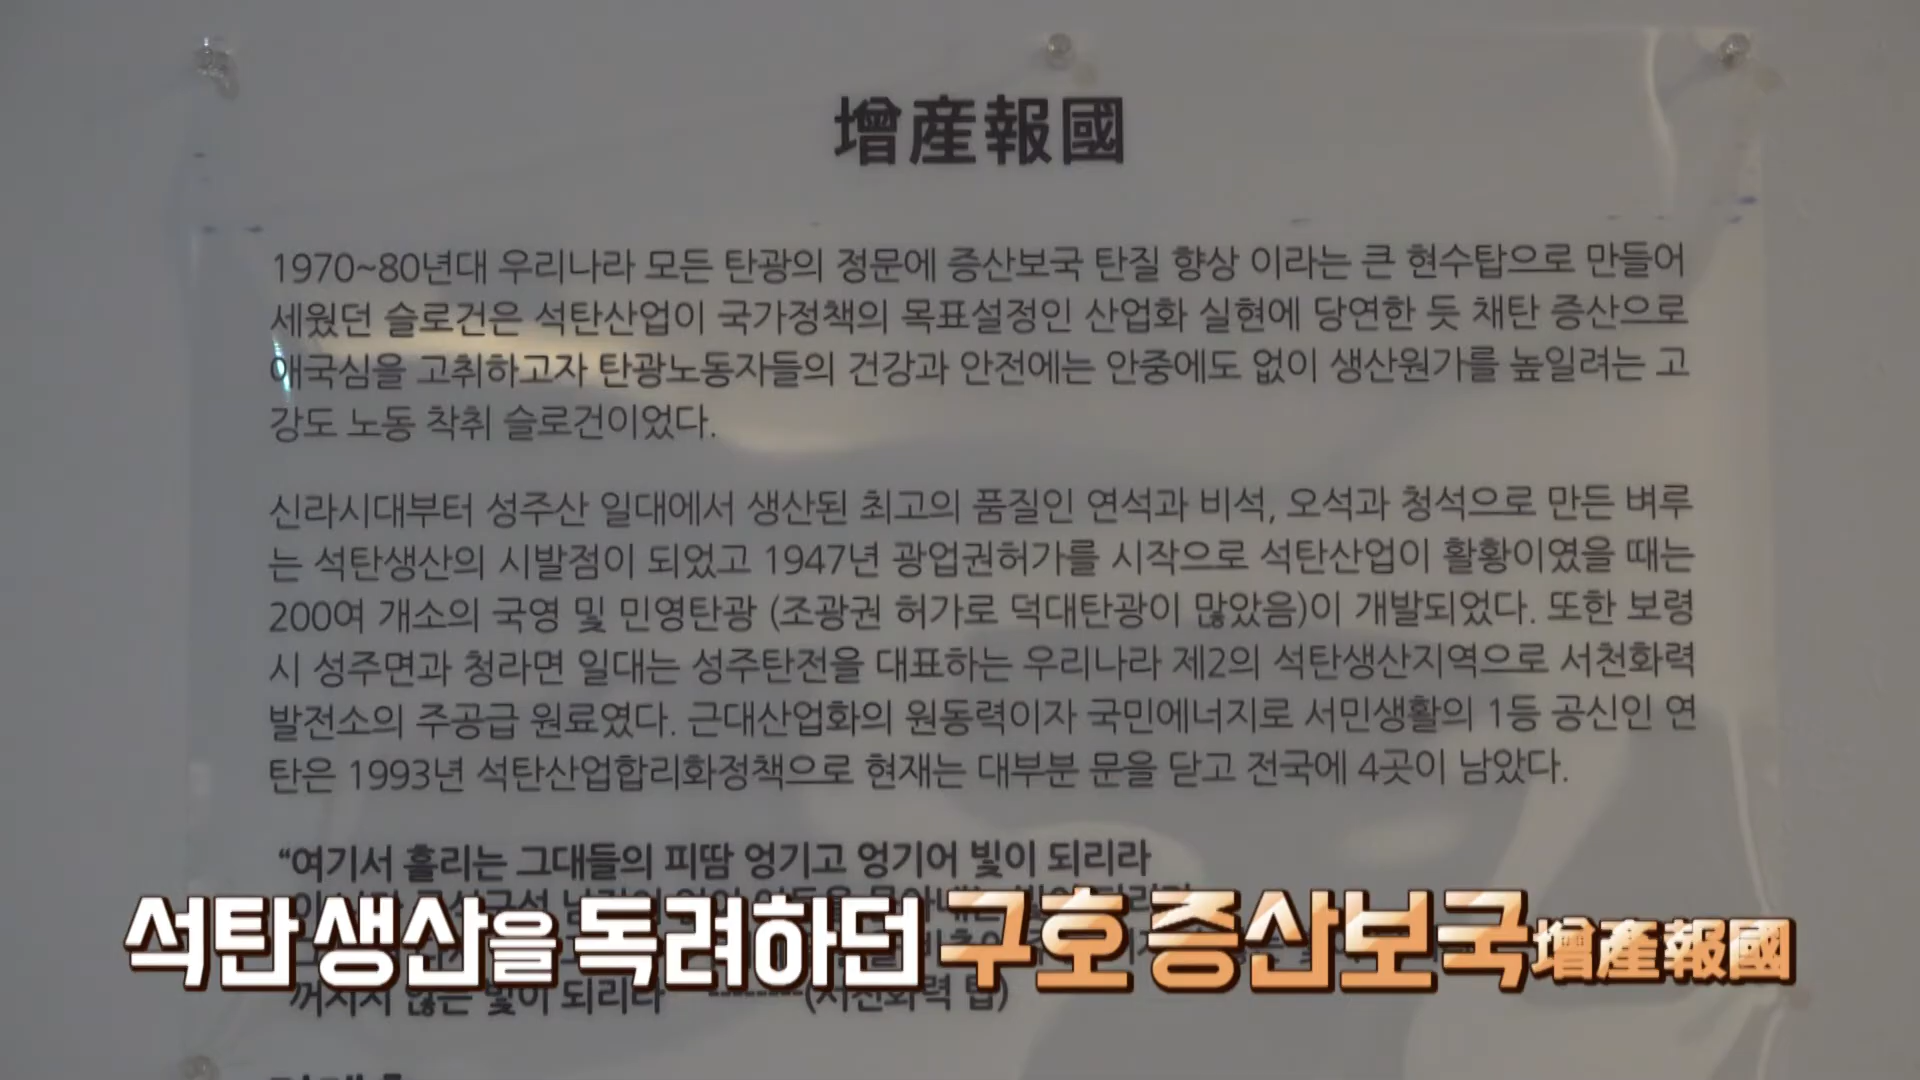 增産報國
1970~80년대 우리나라 모든 탄광의 정문에 증산보국 탄질 향상 이라는 큰 현수탑으로 만들어
세웠던 슬로건은 석탄산업이 국가정책의 목표설정인 산업화 실현에 당연한 듯 채탄 증산으로
애국심을 고취하고자 탄광노동자들의 건강과 안전에는 안중에도 없이 생산원가를 높일려는 고
강도 노동 착취 슬로건이었다.
신라시대부터 성주산 일대에서 생산된 최고의 품질인 연석과 비석, 오석과 청석으로 만든 벼루
는 석탄생산의 시발점이 되었고 1947년 광업권허가를 시작으로 석탄산업이 활황이였을 때는
200여 개소의 국영 및 민영탄광 (조광권 허가로 덕대탄광이 많았음)이 개발되었다. 또한 보령
시 성주면과 청라면 일대는 성주탄전을 대표하는 우리나라 제2의 석탄생산지역으로 서천화력
발전소의 주공급 원료였다. 근대산업화의 원동력이자 국민에너지로 서민생활의 1등 공신인 연
탄은 1993년 석탄산업합리화정책으로 현재는 대부분 문을 닫고 전국에 4곳이 남았다.
“여기서 흘리는 그대들의 피땀 엉기고 엉기어 빛이 되리라
석탄 생산을 독려하던 구호 증산보국增產報國
꺼지지 않는 빛이 되리라 --------(서천화력 탑)